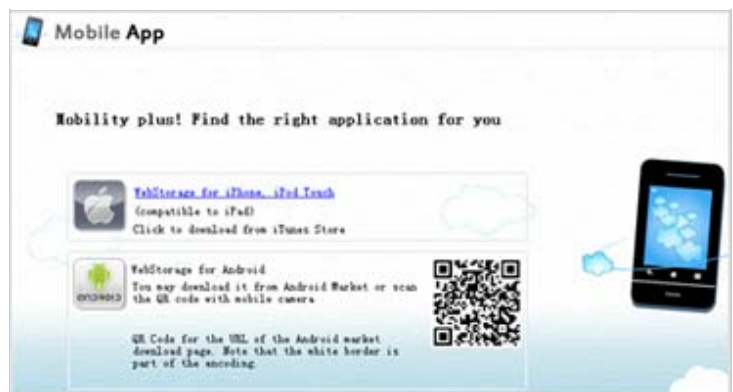 Mobile App
Mobility plus! Find the right application for you
WebStorage for iPhone, iPod Touch
(compatible to iPad)
Click to download from iTunes Store
WebStorage for Android
You may download it from Android Market or scan
the QR code with mobile camera
QR Code for the URL of the Android market
download page. Note that the white border is
part of the encoding.
ANDROID